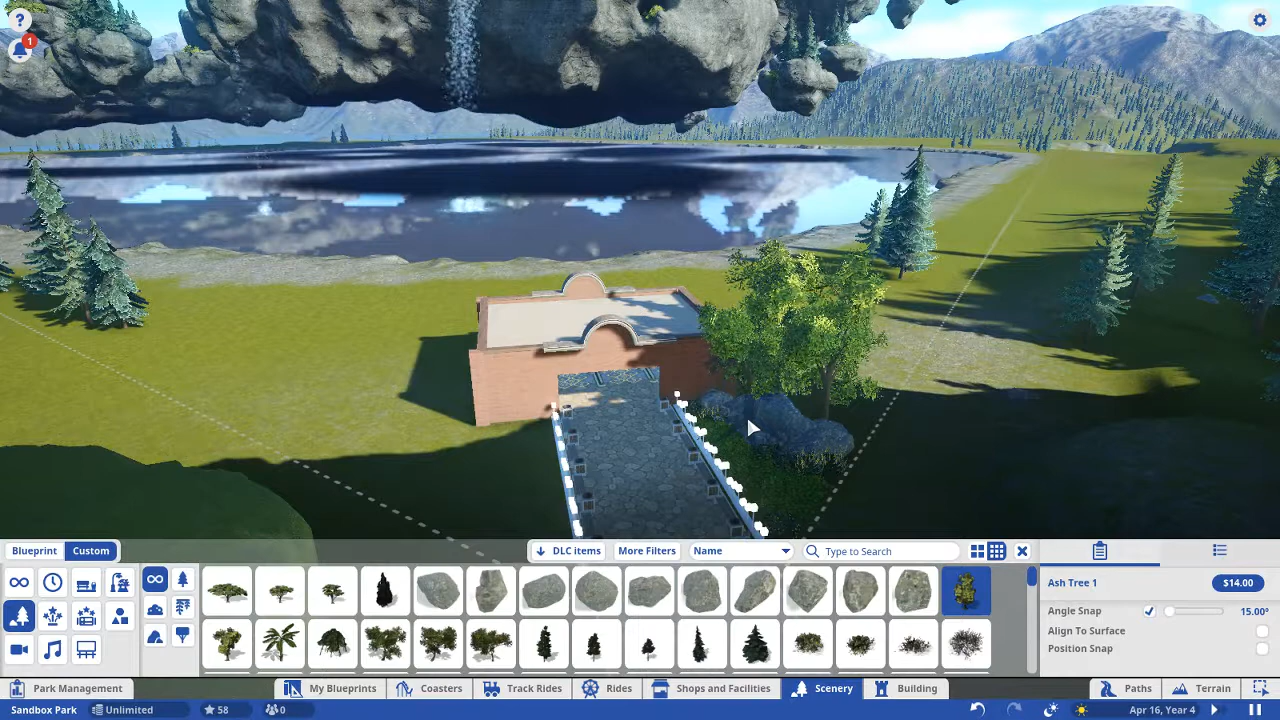 ?
1
Blueprint
Custom
DLC items
More Filters
Name
Type to Search
Ash Tree 1
$14.00
Angle Snap
15.00°
Align To Surface
Position Snap
Park Management
My Blueprints
Coasters
Track Rides
Rides
Shops and Facilities
Scenery
Building
Paths
Terrain
Sandbox Park
Unlimited
58
0
Apr 16, Year 4